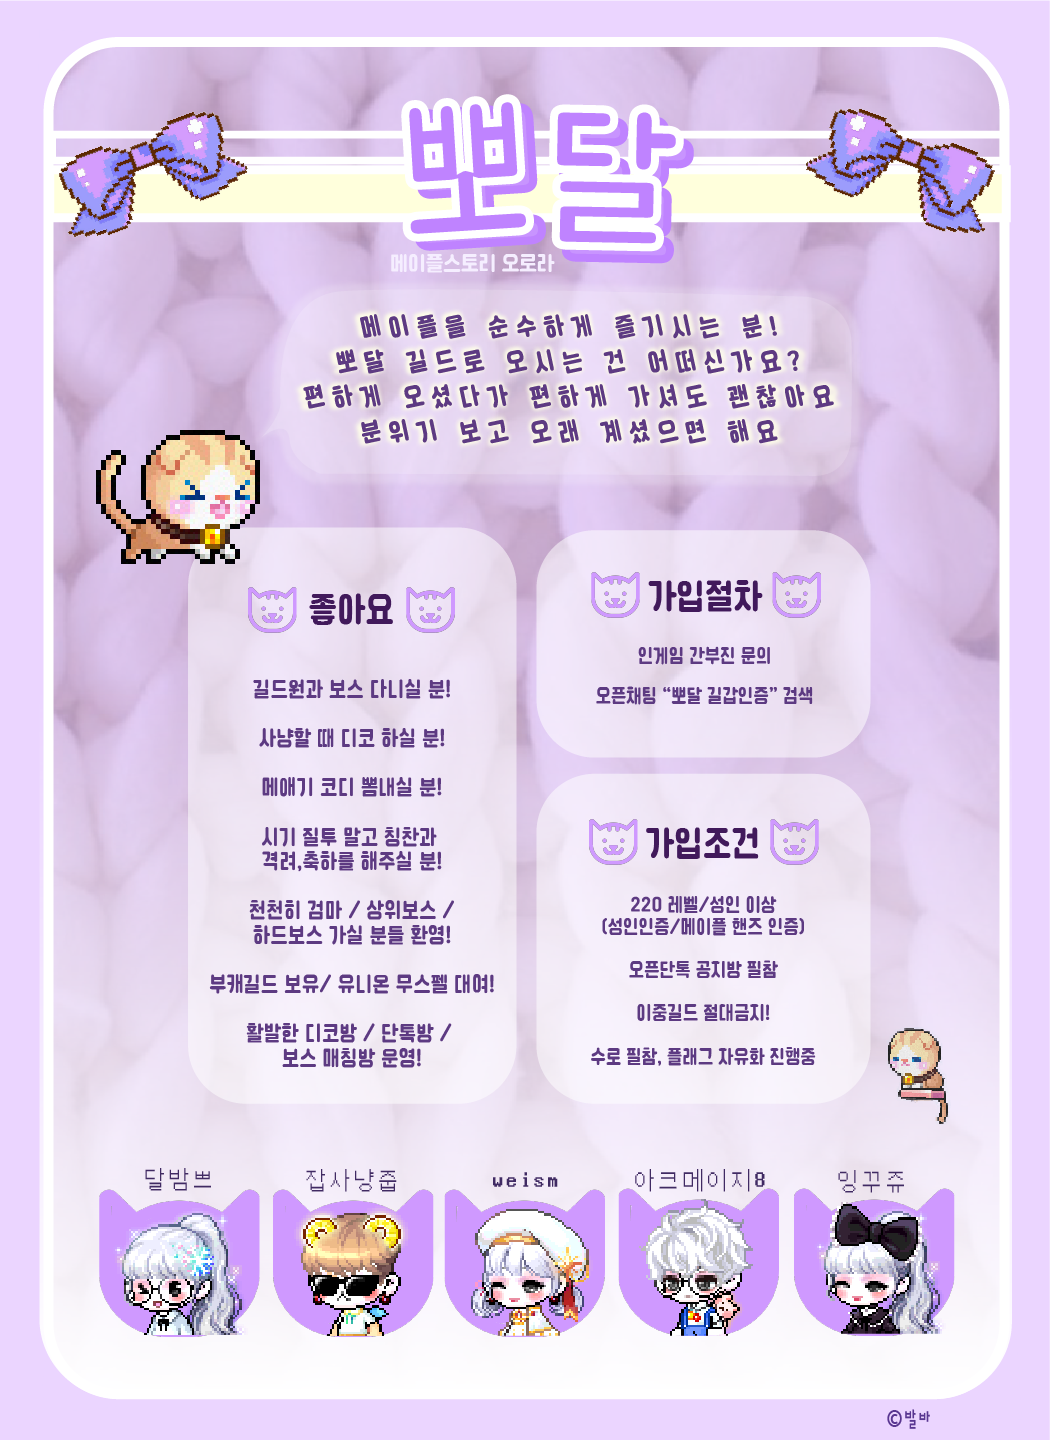 뽀달
메이플스토리 오로라
메이플을 순수하게 즐기시는 분!
뽀달 길드로 오시는 건 어떠신가요?
편하게 오셨다가 편하게 가셔도 괜찮아요
분위기 보고 오래 계셨으면 해요
좋아요
길드원과 보스 다니실 분!
사냥할 때 디코 하실 분!
메애기 코디 뽐내실 분!
시기 질투 말고 칭찬과
격려,축하를 해주실 분!
천천히 검마 / 상위보스 /
하드보스 가실 분들 환영!
부캐길드 보유/ 유니온 무스펠 대여!
활발한 디코방 / 단톡방 /
보스 매칭방 운영!
가입절차
인게임 간부진 문의
오픈채팅 “뽀달 길갑인증” 검색
가입조건
220 레벨/성인 이상
(성인인증/메이플 핸즈 인증)
오픈단톡 공지방 필참
이중길드 절대금지!
수로 필참, 플래그 자유화 진행중
달밤쁘
잡사냥줍
weism
아크메이지8
잉꾸쥬
©발바